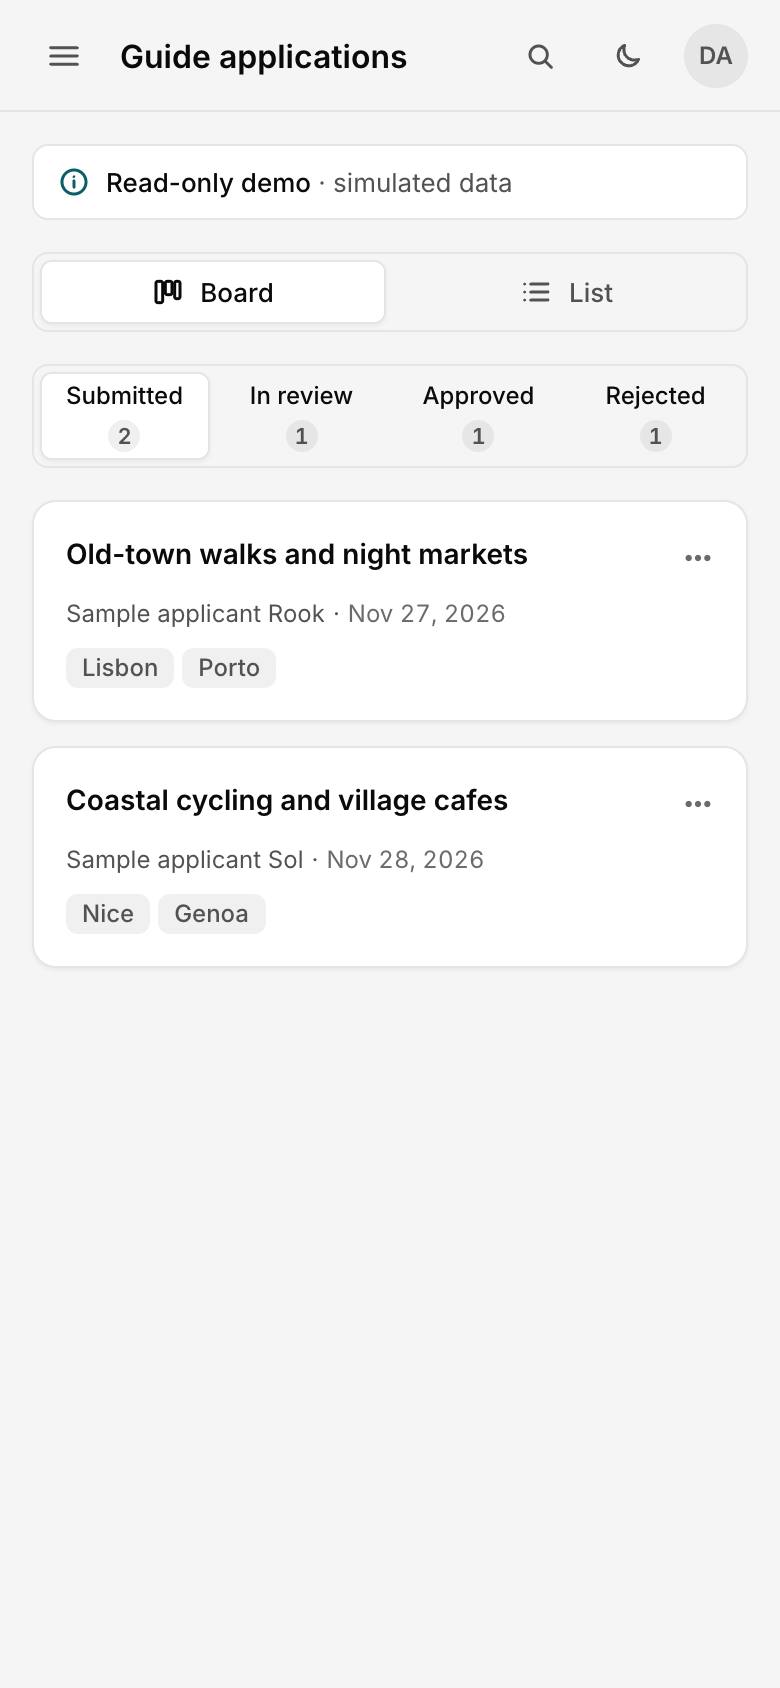 Guide applications
DA
Read-only demo · simulated data
Board
List
Submitted
2
In review
1
Approved
1
Rejected
1
Old-town walks and night markets
Sample applicant Rook · Nov 27, 2026
Lisbon Porto
Coastal cycling and village cafes
Sample applicant Sol · Nov 28, 2026
Nice Genoa